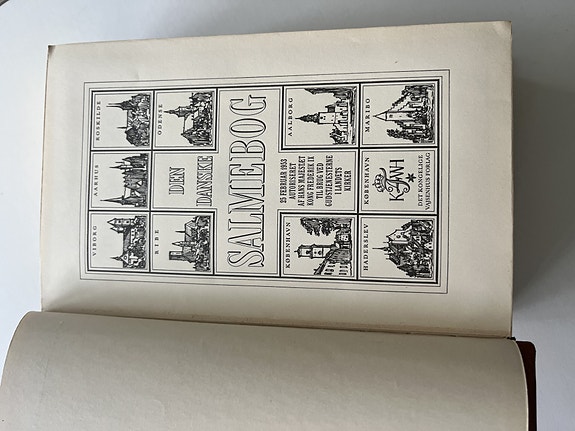 VIBORG
AARHUS
ROSKILDE
RIBE
DEN
DANSKE
ODENSE
SALMEBOG
KØBENHAVN
25 FEBRUAR 1953
AUTORISERET
AF HANS MAJESTÆT
KONG FREDERIK IX
TIL BRUG VED
GUDSTJENESTERNE
LANDETS
KIRKER
AALBORG
HADERSLEV
KØBENHAVN
DET KONGELIGE
VAJSENHUS FORLAG
MARIBO